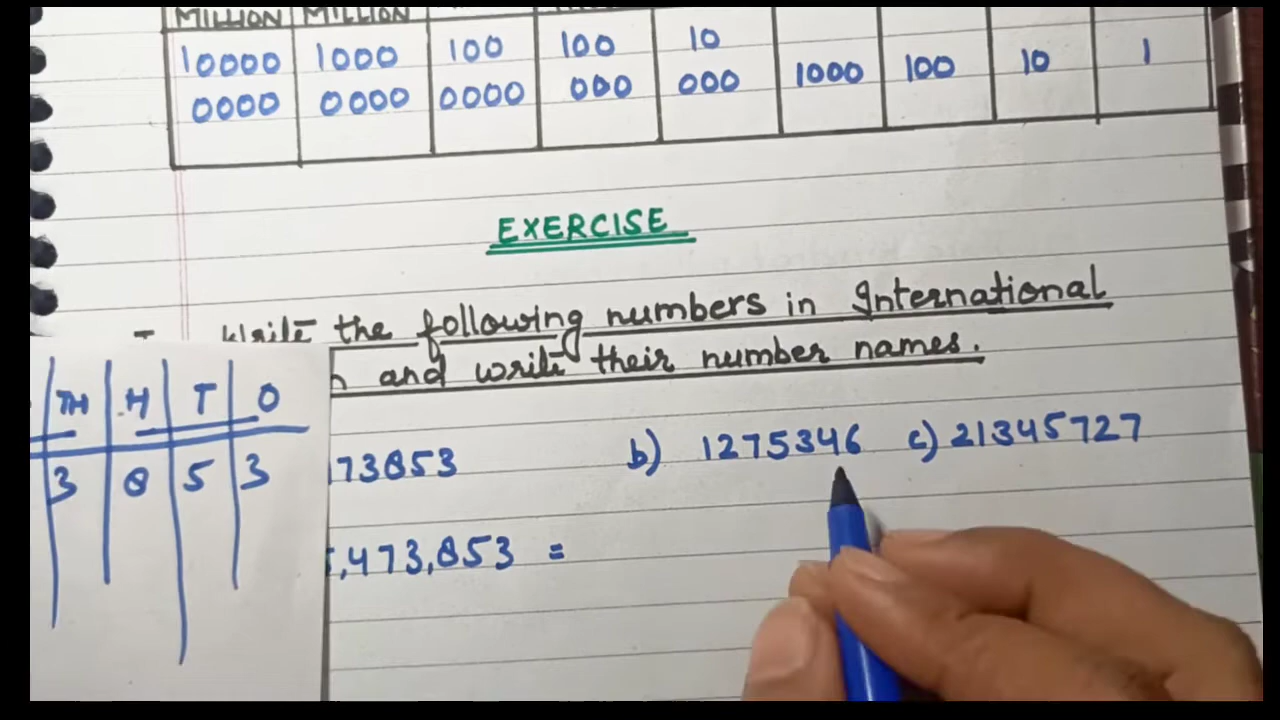 MILLION MILLION
10000 1000 100 100 10
0000 0000 0000 000 000 1000 100 10 1
EXERCISE
Write the following numbers in International
and write their number names.
TH H T O
3 8 5 3
173853 b) 1275346 c) 21345727
,473,853 =